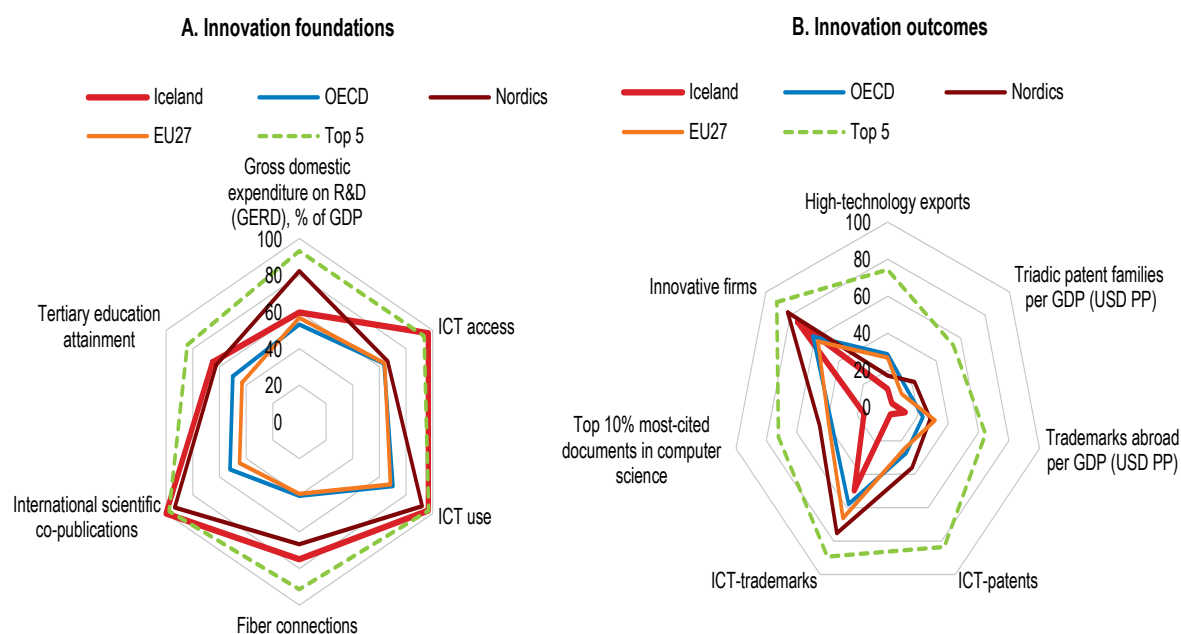 A. Innovation foundations
Iceland
OECD
Nordics
EU27
Top 5
Gross domestic
expenditure on R&D
(GERD), % of GDP
100
80
60
40
20
0
ICT access
ICT use
Fiber connections
International scientific
co-publications
Tertiary education
attainment
B. Innovation outcomes
Iceland
OECD
Nordics
EU27
Top 5
High-technology exports
100
80
60
40
20
0
Triadic patent families
per GDP (USD PP)
Trademarks abroad
per GDP (USD PP)
ICT-patents
ICT-trademarks
Top 10% most-cited
documents in computer
science
Innovative firms